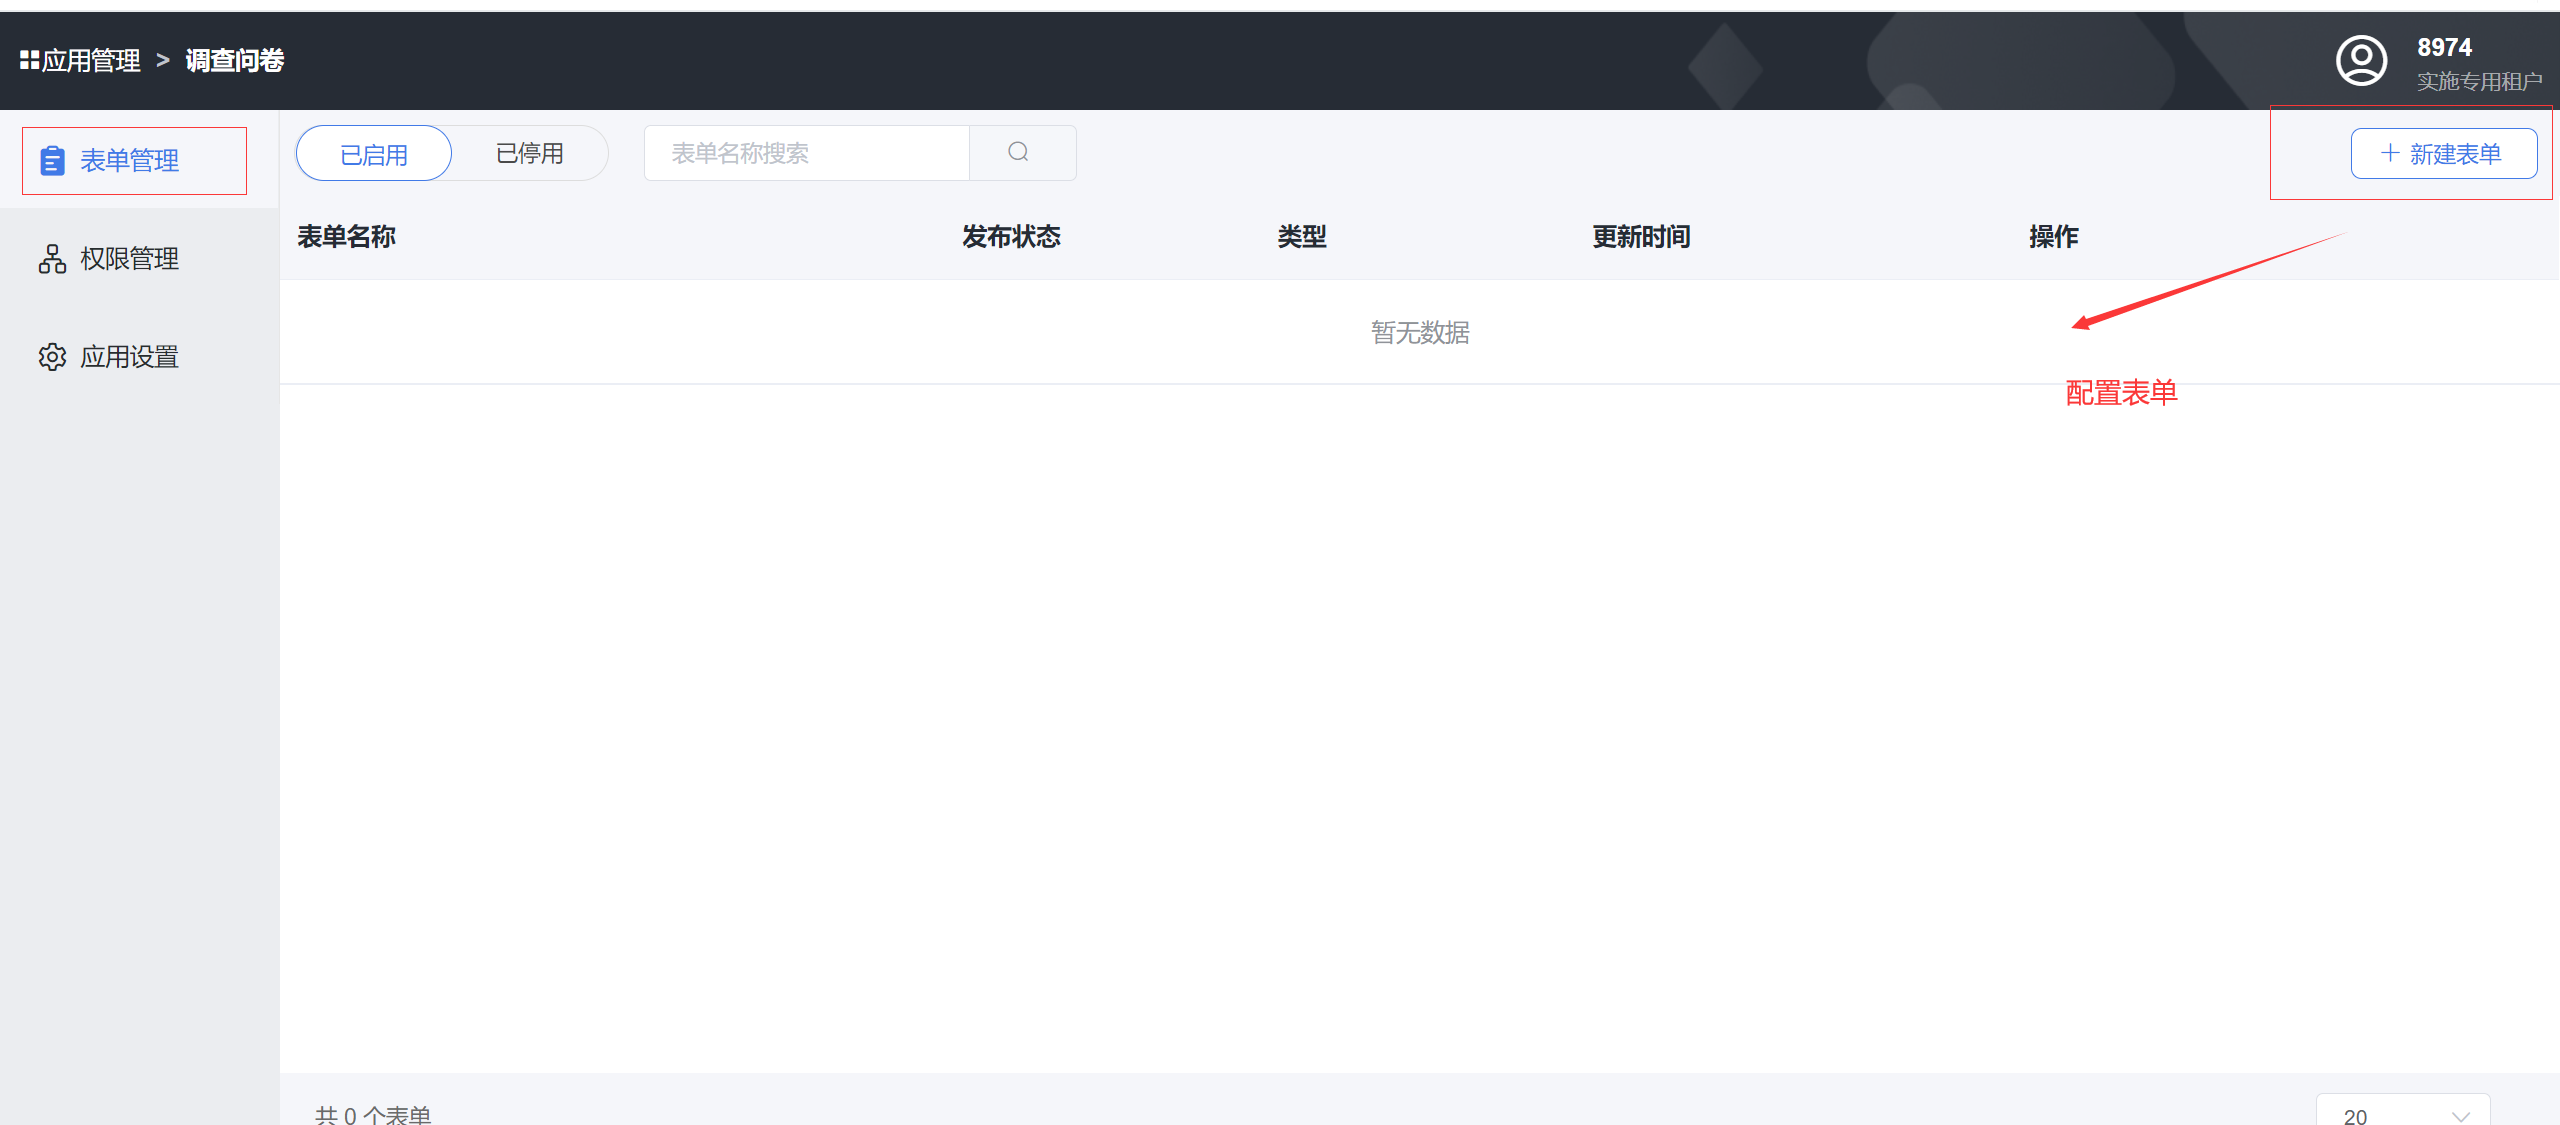 应用管理 > 调查问卷
8974
实施专用租户
表单管理
权限管理
应用设置
已启用 已停用 表单名称搜索
新建表单
表单名称 发布状态 类型 更新时间 操作
暂无数据
配置表单
共 0 个表单
20